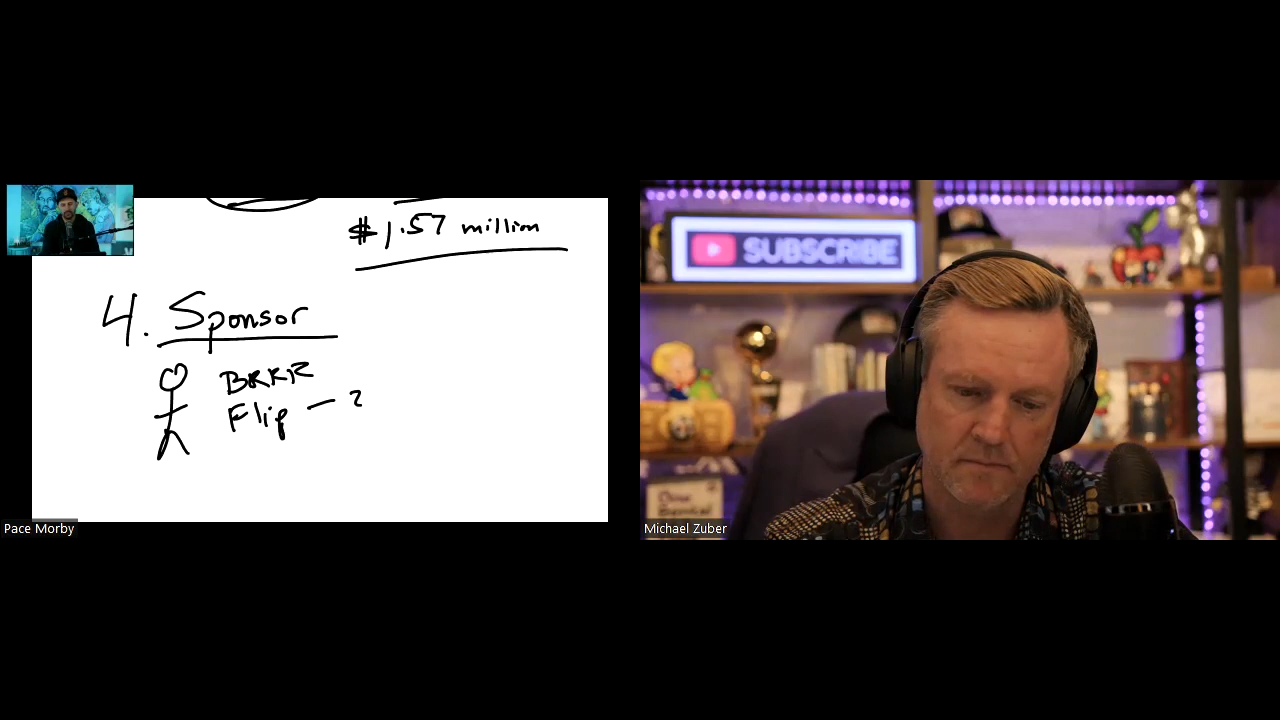 $1.57 million
4. Sponsor
BRRR
Flip – 2
SUBSCRIBE
Pace Morby
Michael Zuber